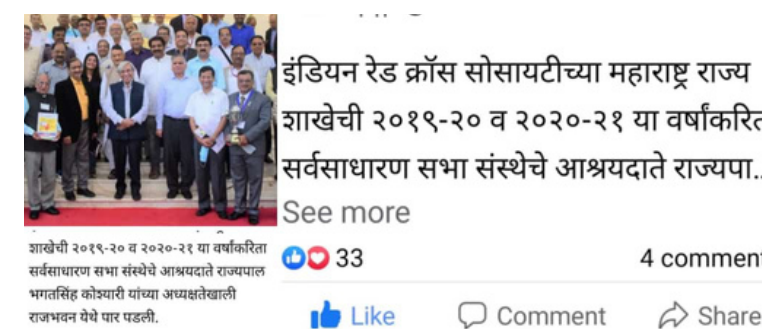 इंडियन रेड क्रॉस सोसायटीच्या महाराष्ट्र राज्य
शाखेची २०१९-२० व २०२०-२१ या वर्षांकरित
सर्वसाधारण सभा संस्थेचे आश्रयदाते राज्यपा..
See more
33
4 comment
Like
Comment
Share
शाखेची २०१९-२० व २०२०-२१ या वर्षांकरिता
सर्वसाधारण सभा संस्थेचे आश्रयदाते राज्यपाल
भगतसिंह कोश्यारी यांच्या अध्यक्षतेखाली
राजभवन येथे पार पडली.